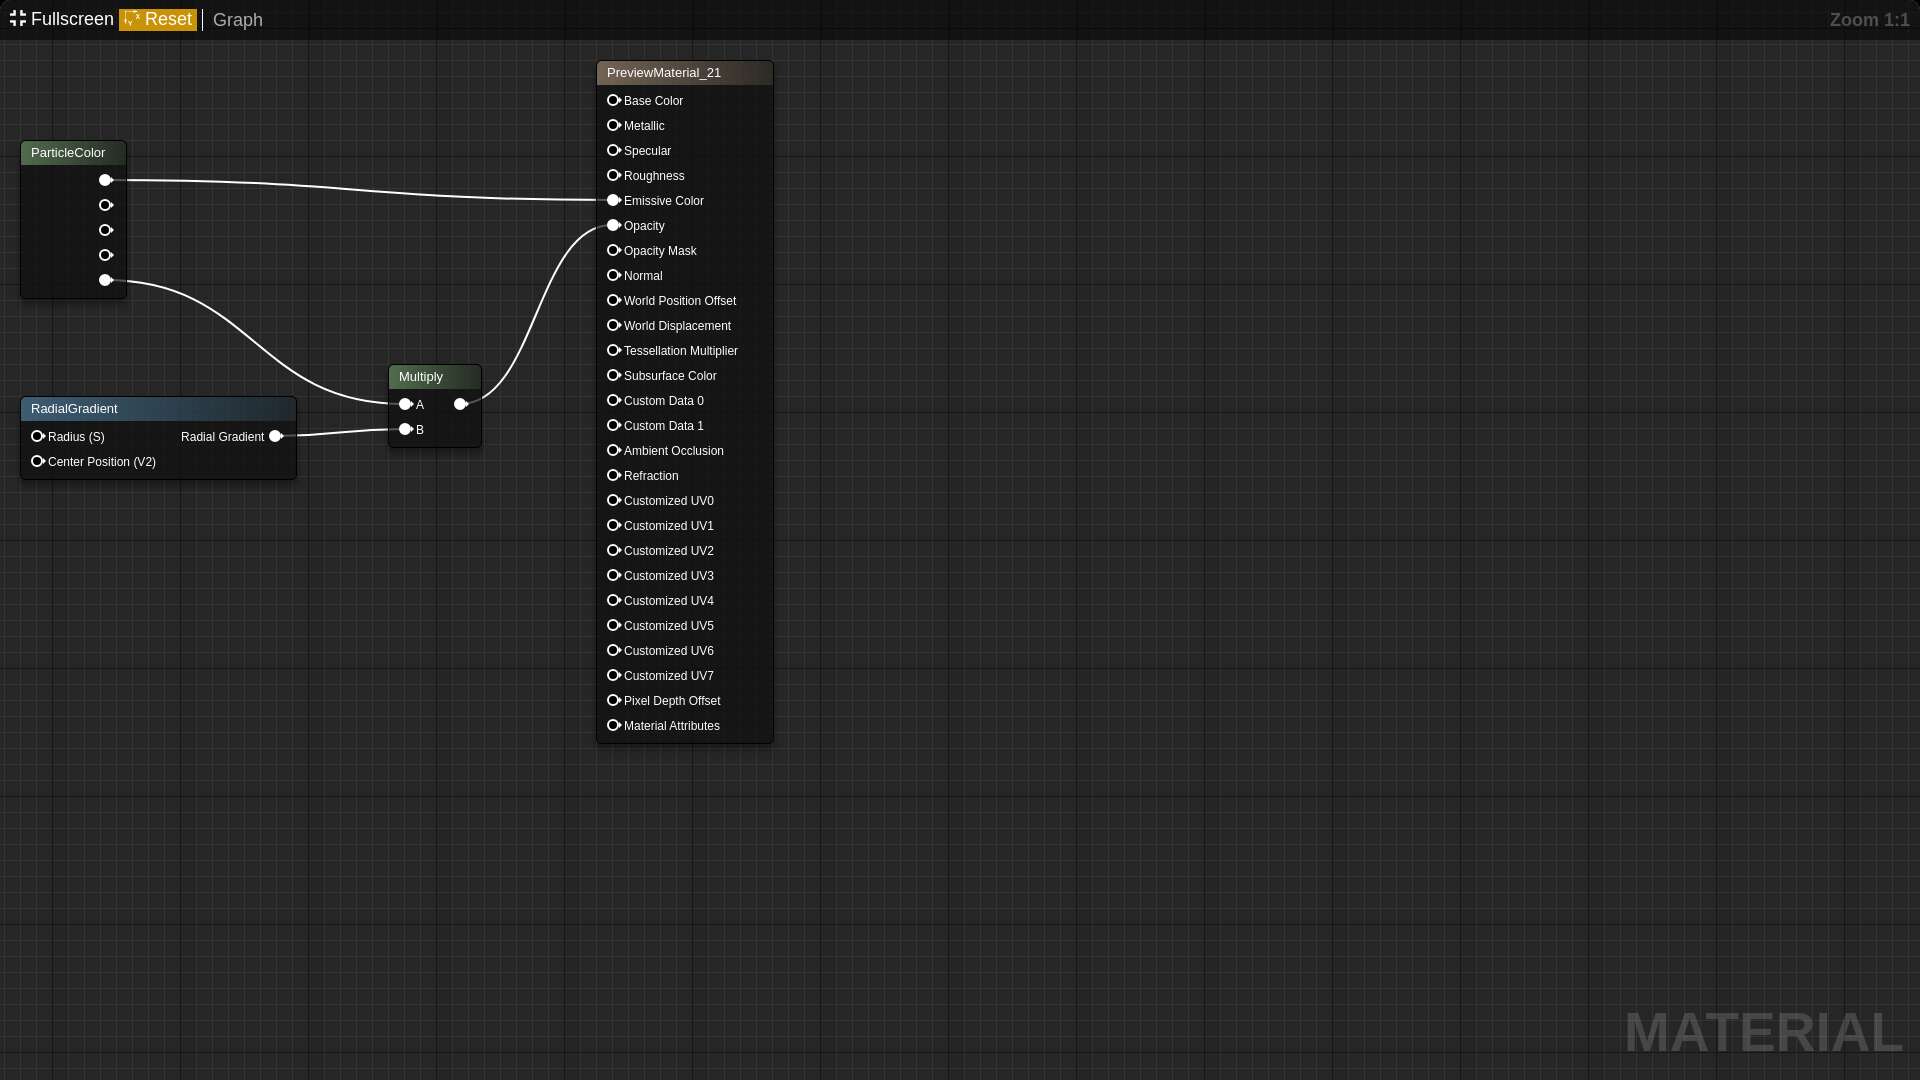 Fullscreen Reset Graph Zoom 1:1
PreviewMaterial_21
Base Color
Metallic
Specular
Roughness
Emissive Color
Opacity
Opacity Mask
Normal
World Position Offset
World Displacement
Tessellation Multiplier
Subsurface Color
Custom Data 0
Custom Data 1
Ambient Occlusion
Refraction
Customized UV0
Customized UV1
Customized UV2
Customized UV3
Customized UV4
Customized UV5
Customized UV6
Customized UV7
Pixel Depth Offset
Material Attributes
ParticleColor
Multiply
A
B
RadialGradient
Radius (S) Radial Gradient
Center Position (V2)
MATERIAL